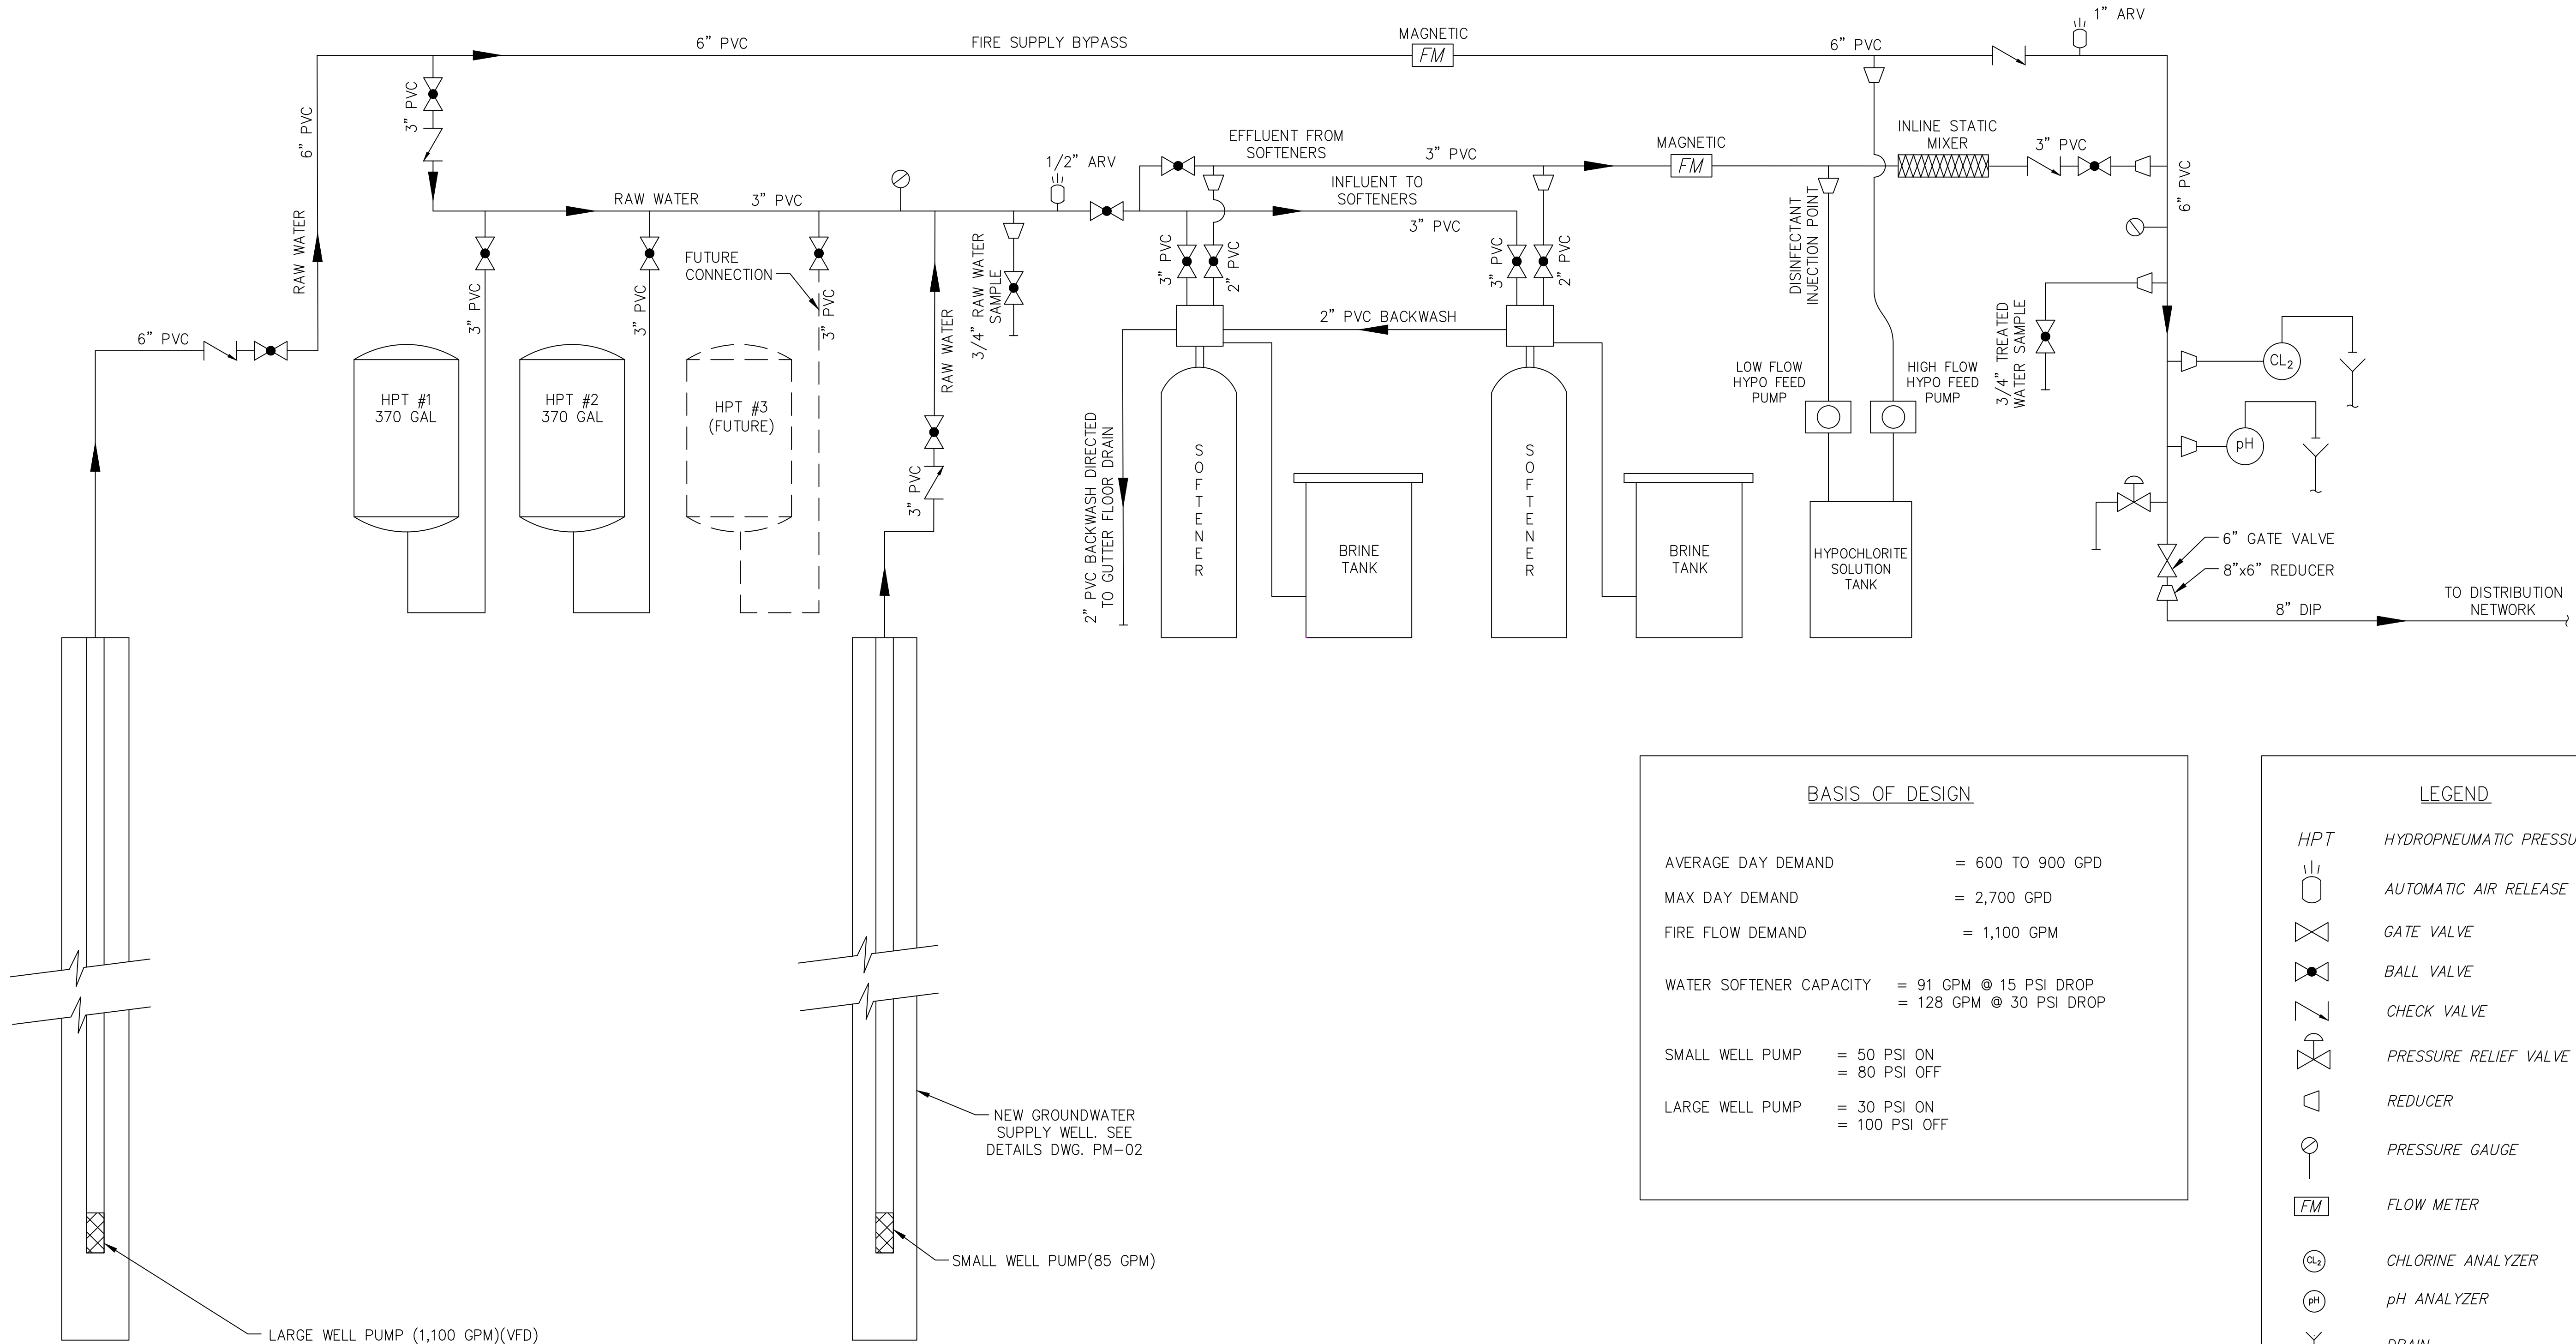 1” ARV
6” PVC
FIRE SUPPLY BYPASS
MAGNETIC
FM
6” PVC
3” PVC
6” PVC
EFFLUENT FROM
SOFTENERS
3” PVC
MAGNETIC
FM
INLINE STATIC
MIXER
3” PVC
6” PVC
1/2” ARV
RAW WATER
3” PVC
INFLUENT TO
SOFTENERS
3” PVC
RAW WATER
FUTURE
CONNECTION
3” PVC
3” PVC
3” PVC
RAW WATER
3/4” RAW WATER
SAMPLE
3” PVC
2” PVC
3” PVC
2” PVC
DISINFECTANT
INJECTION POINT
6” PVC
2” PVC BACKWASH
3/4” TREATED
WATER SAMPLE
CL2
pH
LOW FLOW
HYPO FEED
PUMP
HIGH FLOW
HYPO FEED
PUMP
HPT #1
370 GAL
HPT #2
370 GAL
HPT #3
(FUTURE)
3” PVC
2” PVC BACKWASH DIRECTED
TO GUTTER FLOOR DRAIN
SOFTENER
BRINE
TANK
SOFTENER
BRINE
TANK
HYPOCHLORITE
SOLUTION
TANK
6” GATE VALVE
8”x6” REDUCER
8” DIP
TO DISTRIBUTION
NETWORK
NEW GROUNDWATER
SUPPLY WELL. SEE
DETAILS DWG. PM-02
SMALL WELL PUMP(85 GPM)
LARGE WELL PUMP (1,100 GPM)(VFD)
BASIS OF DESIGN
AVERAGE DAY DEMAND = 600 TO 900 GPD
MAX DAY DEMAND = 2,700 GPD
FIRE FLOW DEMAND = 1,100 GPM
WATER SOFTENER CAPACITY = 91 GPM @ 15 PSI DROP
= 128 GPM @ 30 PSI DROP
SMALL WELL PUMP = 50 PSI ON
= 80 PSI OFF
LARGE WELL PUMP = 30 PSI ON
= 100 PSI OFF
LEGEND
HPT HYDROPNEUMATIC PRESSU
AUTOMATIC AIR RELEASE
GATE VALVE
BALL VALVE
CHECK VALVE
PRESSURE RELIEF VALVE
REDUCER
PRESSURE GAUGE
FM FLOW METER
CL2 CHLORINE ANALYZER
pH pH ANALYZER
DRAIN